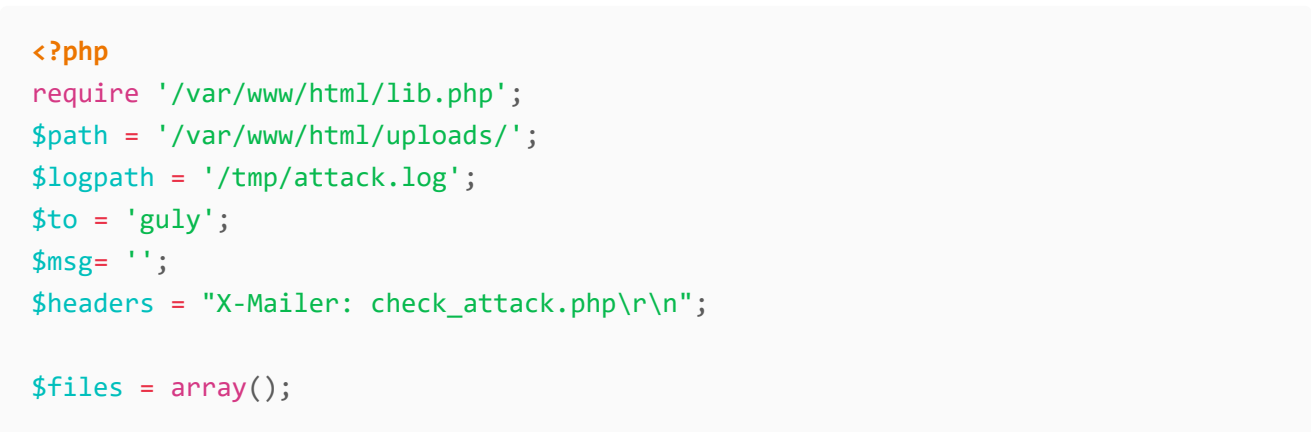 <?php
require '/var/www/html/lib.php';
$path = '/var/www/html/uploads/';
$logpath = '/tmp/attack.log';
$to = 'guly';
$msg= '';
$headers = "X-Mailer: check_attack.php\r\n";
$files = array();